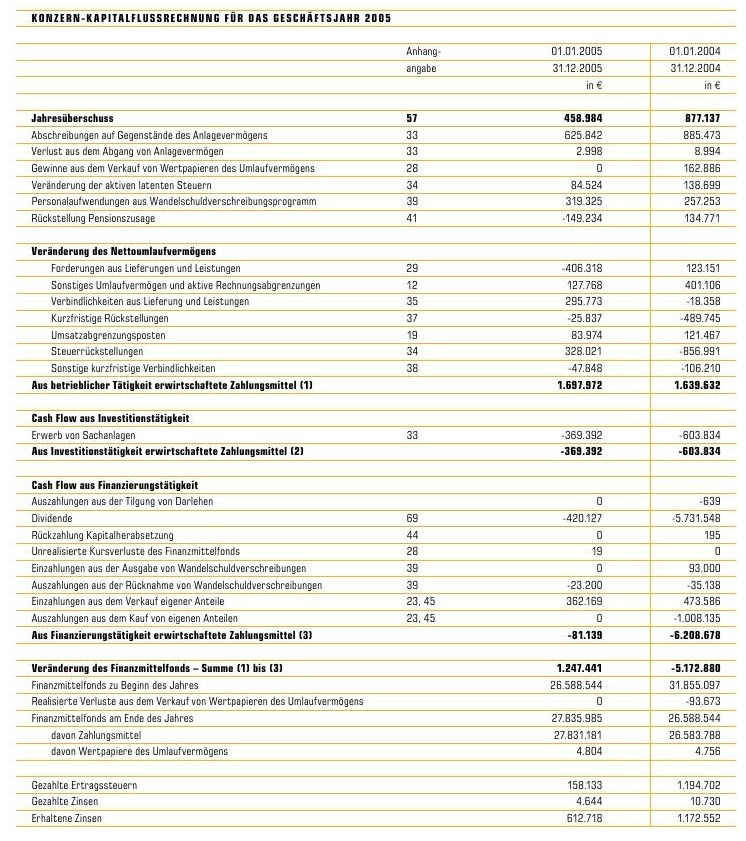 KONZERN-KAPITALFLUSSRECHNUNG FÜR DAS GESCHÄFTSJAHR 2005
Anhang- 01.01.2005 01.01.2004
angabe 31.12.2005 31.12.2004
in € in €
Jahresüberschuss 57 458.984 877.137
Abschreibungen auf Gegenstände des Anlagevermögens 33 625.842 885.473
Verlust aus dem Abgang von Anlagevermögen 33 2.998 8.994
Gewinne aus dem Verkauf von Wertpapieren des Umlaufvermögens 28 0 162.886
Veränderung der aktiven latenten Steuern 34 84.524 138.699
Personalaufwendungen aus Wandelschuldverschreibungsprogramm 39 319.325 257.253
Rückstellung Pensionszusage 41 -149.234 134.771
Veränderung des Nettoumlaufvermögens
Forderungen aus Lieferungen und Leistungen 29 -406.318 123.151
Sonstiges Umlaufvermögen und aktive Rechnungsabgrenzungen 12 127.768 401.106
Verbindlichkeiten aus Lieferung und Leistungen 35 295.773 -18.358
Kurzfristige Rückstellungen 37 -25.837 -489.745
Umsatzabgrenzungsposten 19 83.974 121.467
Steuerrückstellungen 34 328.021 -856.991
Sonstige kurzfristige Verbindlichkeiten 38 -47.848 -106.210
Aus betrieblicher Tätigkeit erwirtschaftete Zahlungsmittel (1) 1.697.972 1.639.632
Cash Flow aus Investitionstätigkeit
Erwerb von Sachanlagen 33 -369.392 -603.834
Aus Investitionstätigkeit erwirtschaftete Zahlungsmittel (2) -369.392 -603.834
Cash Flow aus Finanzierungstätigkeit
Auszahlungen aus der Tilgung von Darlehen 0 -639
Dividende 69 -420.127 -5.731.548
Rückzahlung Kapitalherabsetzung 44 0 195
Unrealisierte Kursverluste des Finanzmittelfonds 28 19 0
Einzahlungen aus der Ausgabe von Wandelschuldverschreibungen 39 0 93.000
Auszahlungen aus der Rücknahme von Wandelschuldverschreibungen 39 -23.200 -35.138
Einzahlungen aus dem Verkauf eigener Anteile 23, 45 362.169 473.586
Auszahlungen aus dem Kauf von eigenen Anteilen 23, 45 0 -1.008.135
Aus Finanzierungstätigkeit erwirtschaftete Zahlungsmittel (3) -81.139 -6.208.678
Veränderung des Finanzmittelfonds – Summe (1) bis (3) 1.247.441 -5.172.880
Finanzmittelfonds zu Beginn des Jahres 26.588.544 31.855.097
Realisierte Verluste aus dem Verkauf von Wertpapieren des Umlaufvermögens 0 -93.673
Finanzmittelfonds am Ende des Jahres 27.835.985 26.588.544
davon Zahlungsmittel 27.831.181 26.583.788
davon Wertpapiere des Umlaufvermögens 4.804 4.756
Gezahlte Ertragssteuern 158.133 1.194.702
Gezahlte Zinsen 4.644 10.730
Erhaltene Zinsen 612.718 1.172.552